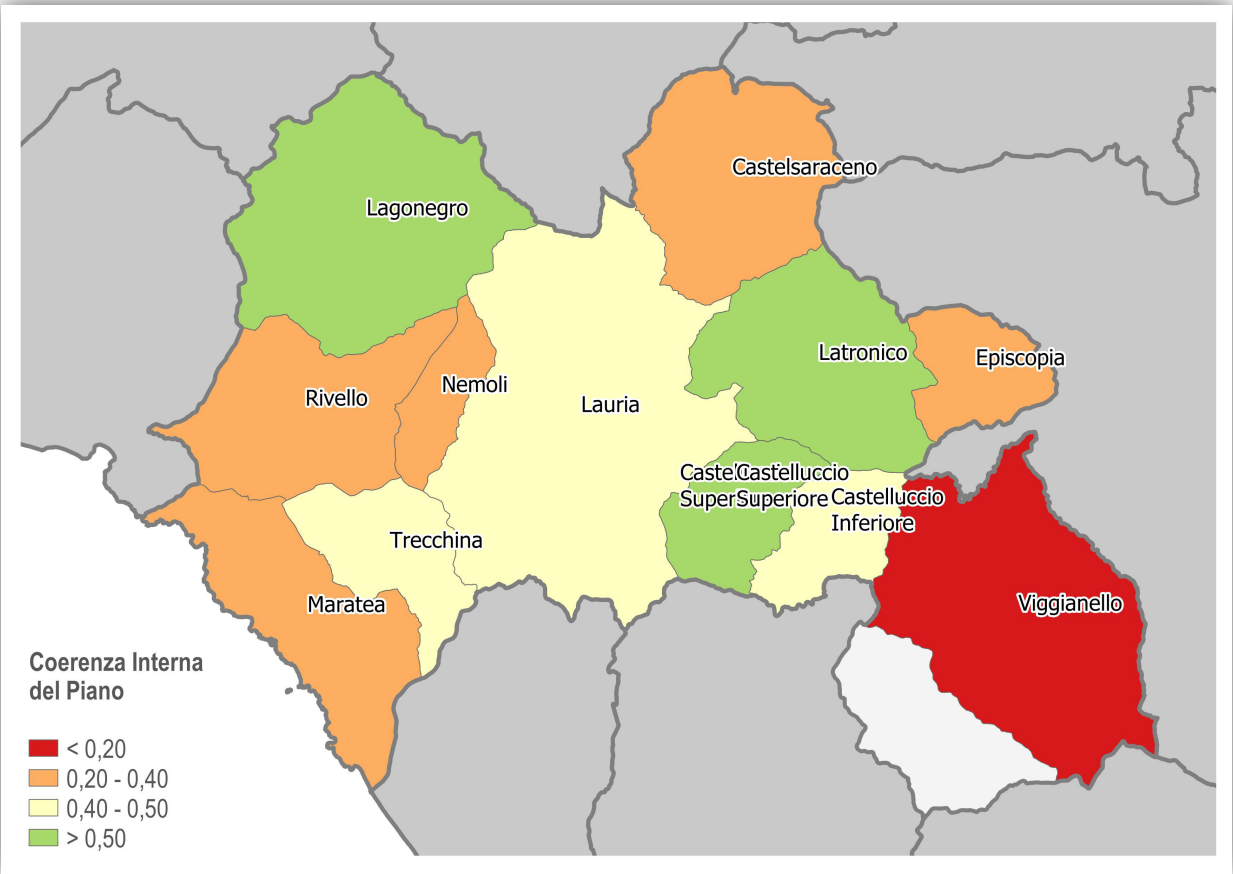 Castelsaraceno
Lagonegro
Latronico
Episcopia
Nemoli
Rivello
Lauria
Castelluccio
Superiore
Castelluccio
Inferiore
Trecchina
Maratea
Viggianello
Coerenza Interna
del Piano
< 0,20
0,20 - 0,40
0,40 - 0,50
> 0,50